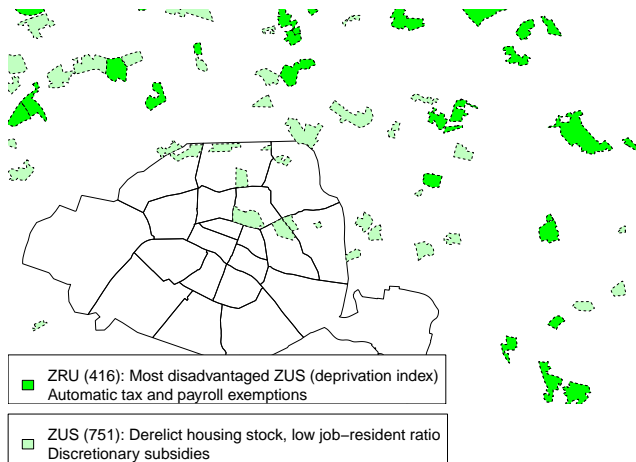 ZRU (416): Most disadvantaged ZUS (deprivation index)
Automatic tax and payroll exemptions
ZUS (751): Derelict housing stock, low job−resident ratio
Discretionary subsidies